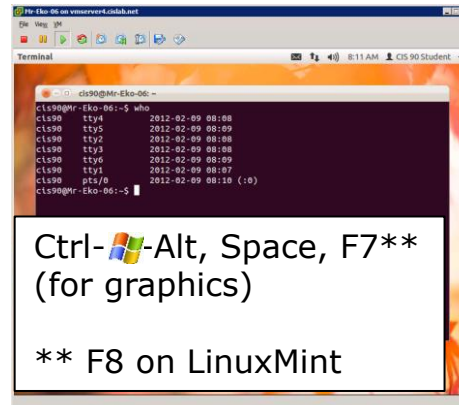 Mr-Eko-06 on vmserver4.cislab.net
File View VM
Terminal 8:11 AM CIS 90 Student
cis90@Mr-Eko-06: ~
cis90@Mr-Eko-06:~$ who
cis90 tty4 2012-02-09 08:08
cis90 tty5 2012-02-09 08:08
cis90 tty2 2012-02-09 08:08
cis90 tty3 2012-02-09 08:08
cis90 tty6 2012-02-09 08:09
cis90 tty1 2012-02-09 08:07
cis90 pts/0 2012-02-09 08:10 (:0)
cis90@Mr-Eko-06:~$
Ctrl- -Alt, Space, F7**
(for graphics)
** F8 on LinuxMint